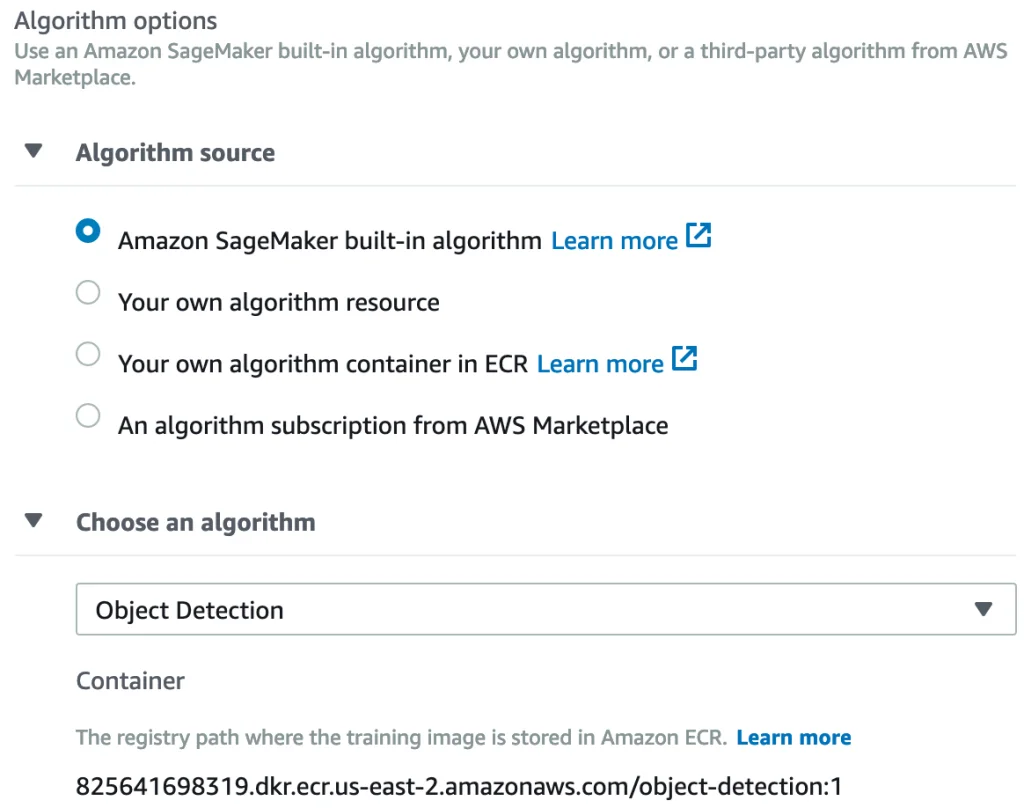 Algorithm options
Use an Amazon SageMaker built-in algorithm, your own algorithm, or a third-party algorithm from AWS
Marketplace.
Algorithm source
Amazon SageMaker built-in algorithm Learn more
Your own algorithm resource
Your own algorithm container in ECR Learn more
An algorithm subscription from AWS Marketplace
Choose an algorithm
Object Detection
Container
The registry path where the training image is stored in Amazon ECR. Learn more
825641698319.dkr.ecr.us-east-2.amazonaws.com/object-detection:1